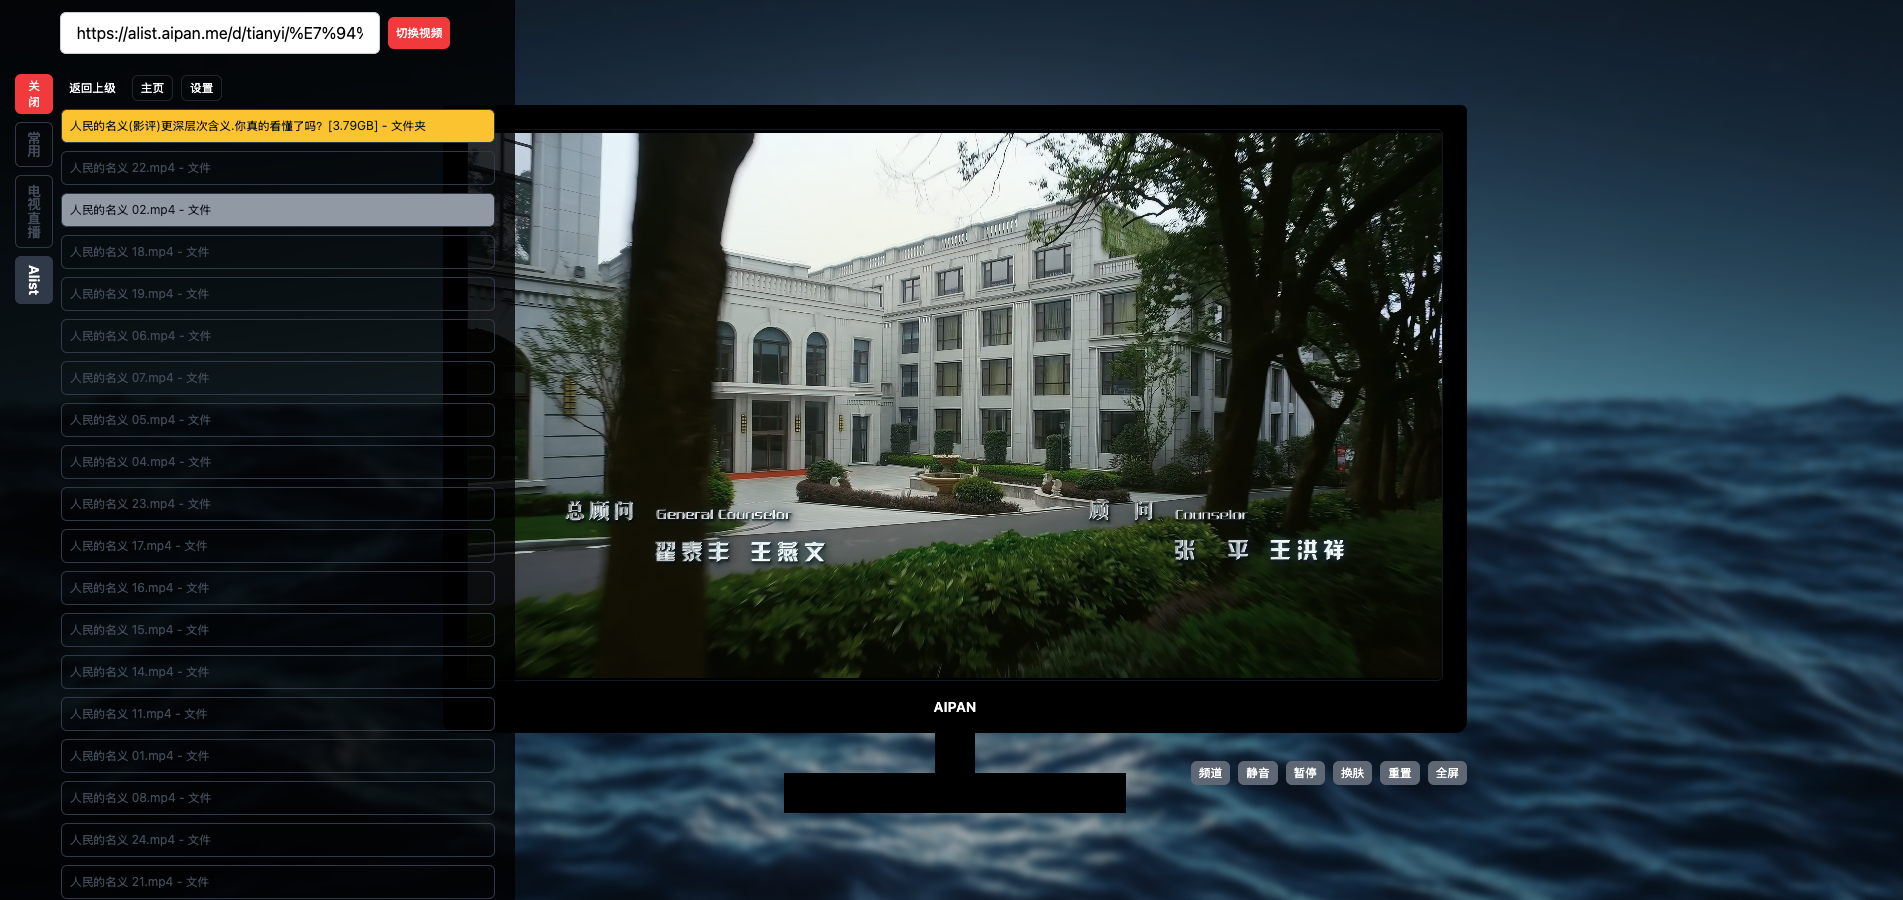 https://alist.aipan.me/d/tianyi/%E7%94%
切换视频
关闭
常用
电视直播
Alist
返回上级 主页 设置
人民的名义(影评)更深层次含义.你真的看懂了吗? [3.79GB] - 文件夹
人民的名义 22.mp4 - 文件
人民的名义 02.mp4 - 文件
人民的名义 18.mp4 - 文件
人民的名义 19.mp4 - 文件
人民的名义 06.mp4 - 文件
人民的名义 07.mp4 - 文件
人民的名义 05.mp4 - 文件
人民的名义 04.mp4 - 文件
人民的名义 23.mp4 - 文件
人民的名义 17.mp4 - 文件
人民的名义 16.mp4 - 文件
人民的名义 15.mp4 - 文件
人民的名义 14.mp4 - 文件
人民的名义 11.mp4 - 文件
人民的名义 01.mp4 - 文件
人民的名义 08.mp4 - 文件
人民的名义 24.mp4 - 文件
人民的名义 21.mp4 - 文件
总顾问 General Counselor
翟泰丰 王燕文
顾 问 Counselor
张 平 王洪祥
AIPAN
频道 静音 暂停 换肤 重置 全屏